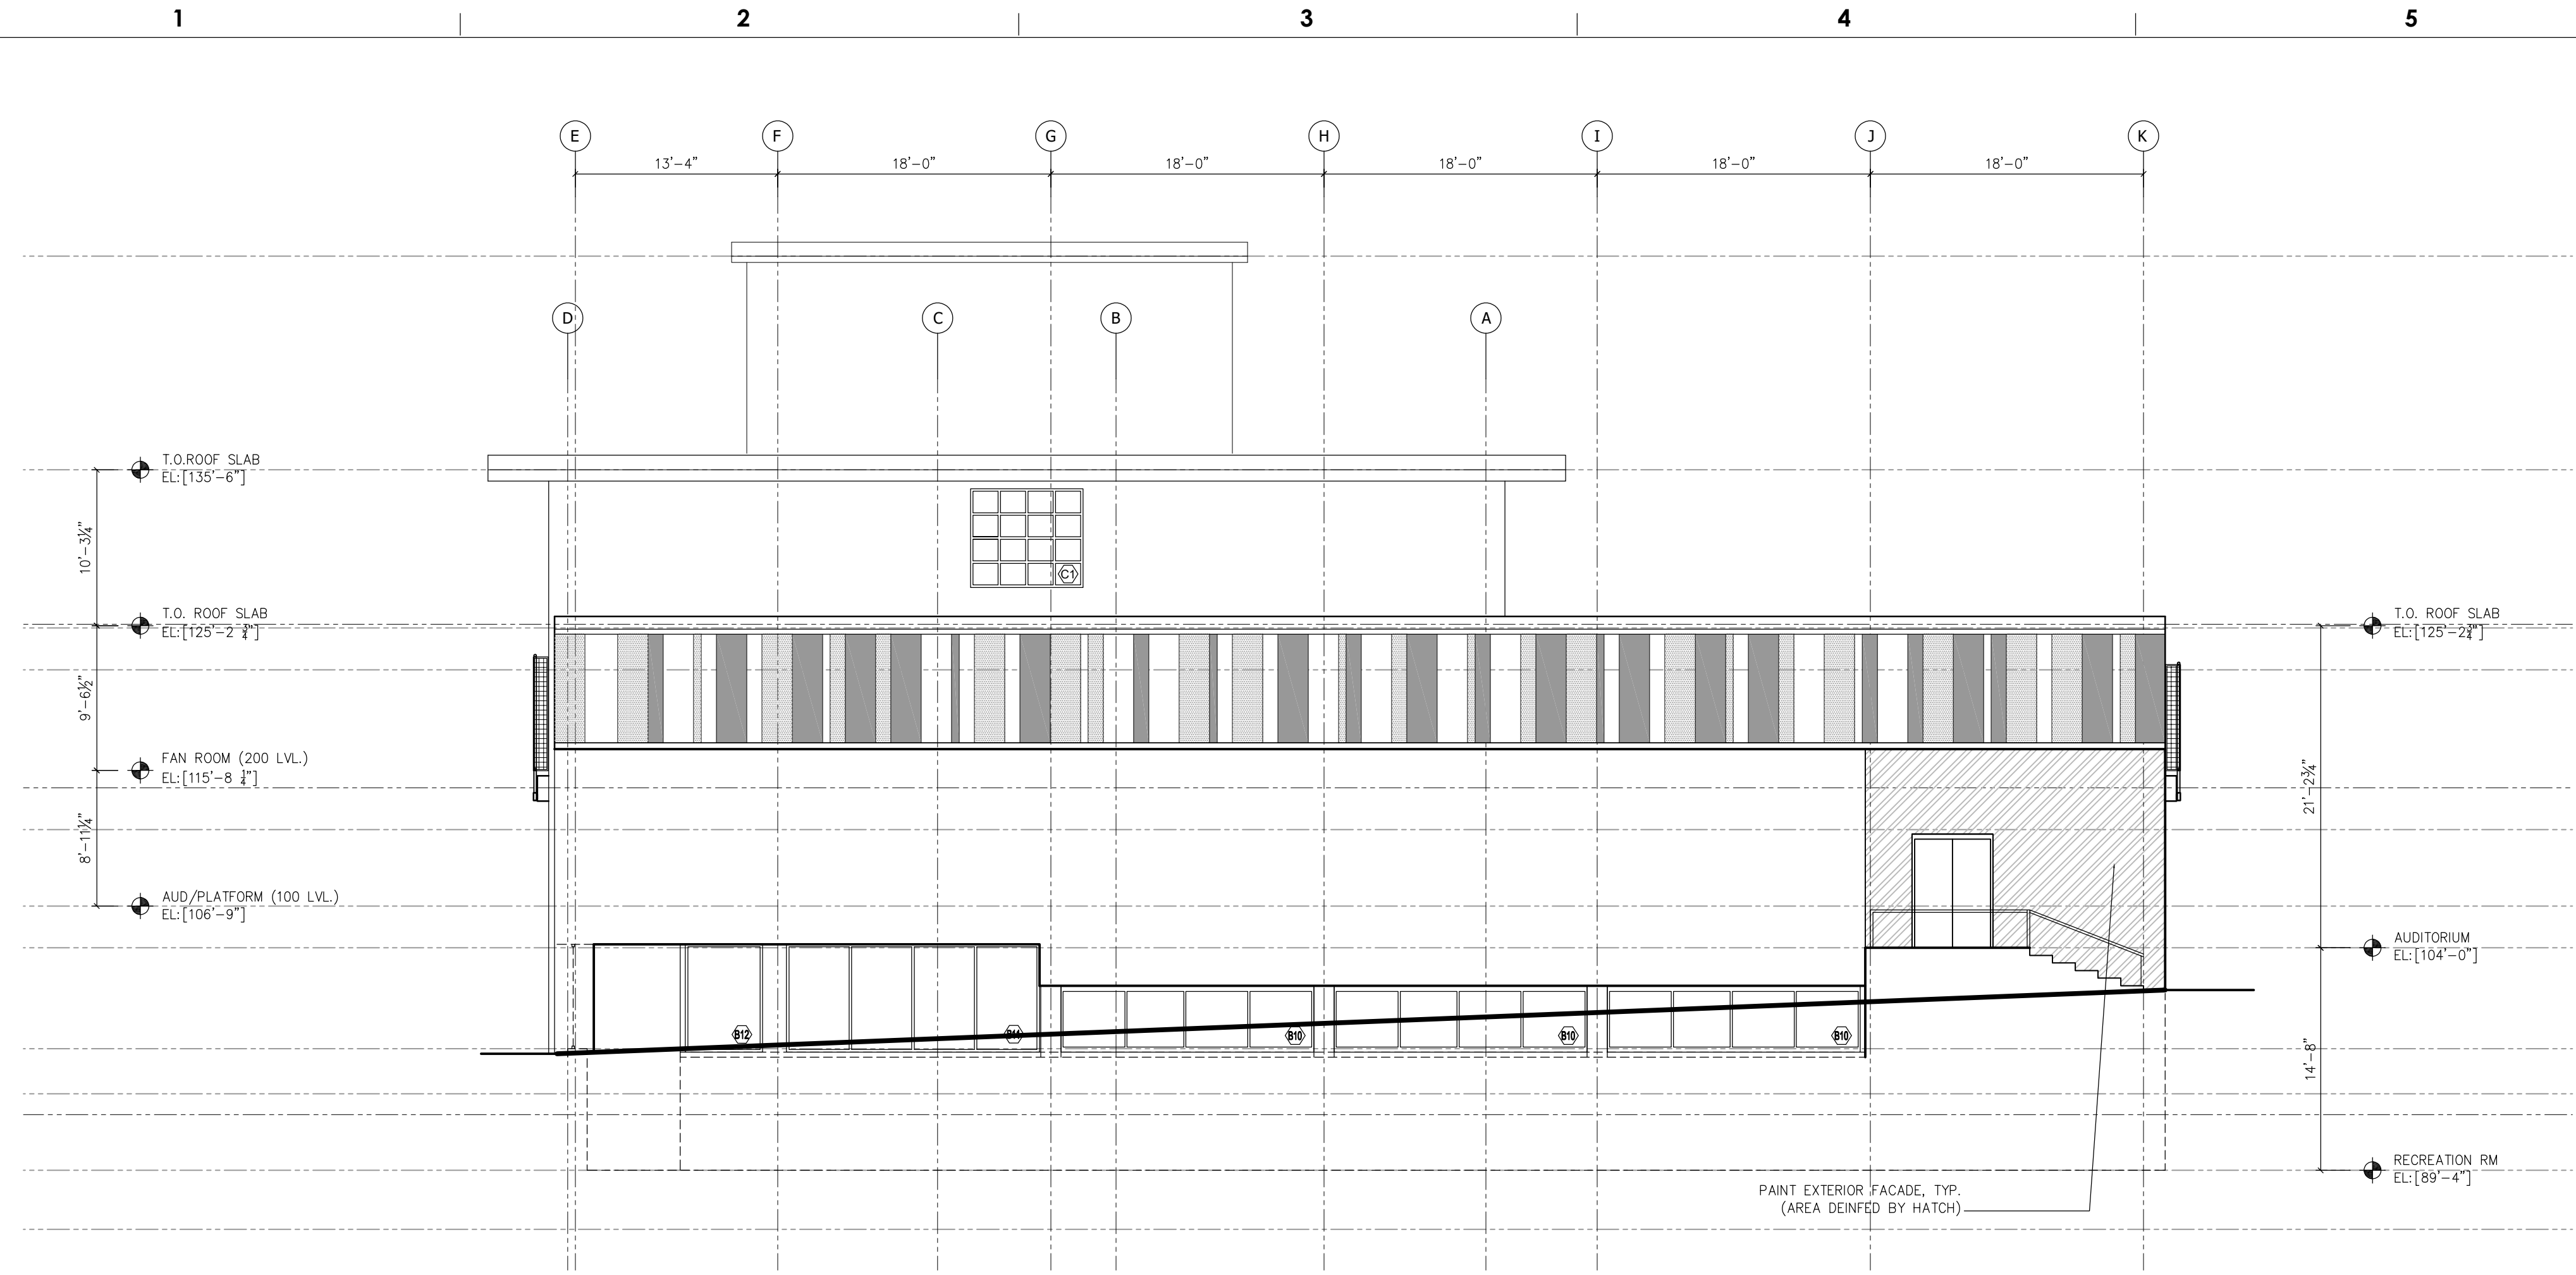 1 2 3 4 5
E F G H I J K
13'-4" 18'-0" 18'-0" 18'-0" 18'-0" 18'-0"
D C B A
T.O.ROOF SLAB
EL:[135'-6"]
10'-3¼"
C1
T.O. ROOF SLAB
EL:[125'-2 ¾"]
T.O. ROOF SLAB
EL:[125'-2¾"]
9'-6½"
FAN ROOM (200 LVL.)
EL:[115'-8 ¼"]
21'-2¾"
8'-11¼"
AUD/PLATFORM (100 LVL.)
EL:[106'-9"]
AUDITORIUM
EL:[104'-0"]
B12 B11 B10 B10 B10
14'-8"
RECREATION RM
EL:[89'-4"]
PAINT EXTERIOR FACADE, TYP.
(AREA DEINFED BY HATCH)